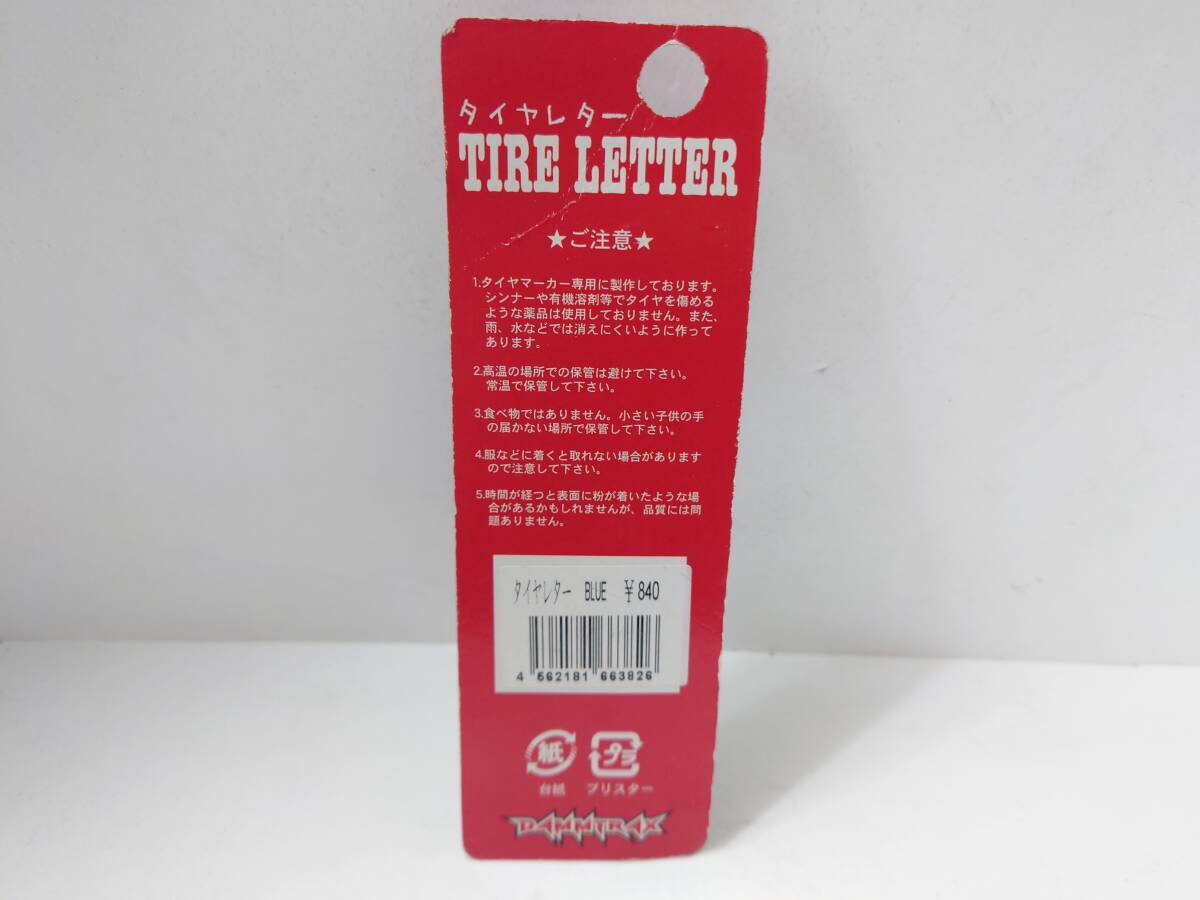 タイヤレター
TIRE LETTER
★ご注意★
1.タイヤマーカー専用に製作しております。
シンナーや有機溶剤等でタイヤを傷める
ような薬品は使用しておりません。また、
雨、水などでは消えにくいように作って
あります。
2.高温の場所での保管は避けて下さい。
常温で保管して下さい。
3.食べ物ではありません。小さい子供の手
の届かない場所で保管して下さい。
4.服などに着くと取れない場合があります
ので注意して下さい。
5.時間が経つと表面に粉が着いたような場
合があるかもしれませんが、品質には問
題ありません。
タイヤレター BLUE ¥840
4 562181 663826
紙 プラ
台紙 ブリスター
DAMMTRAX